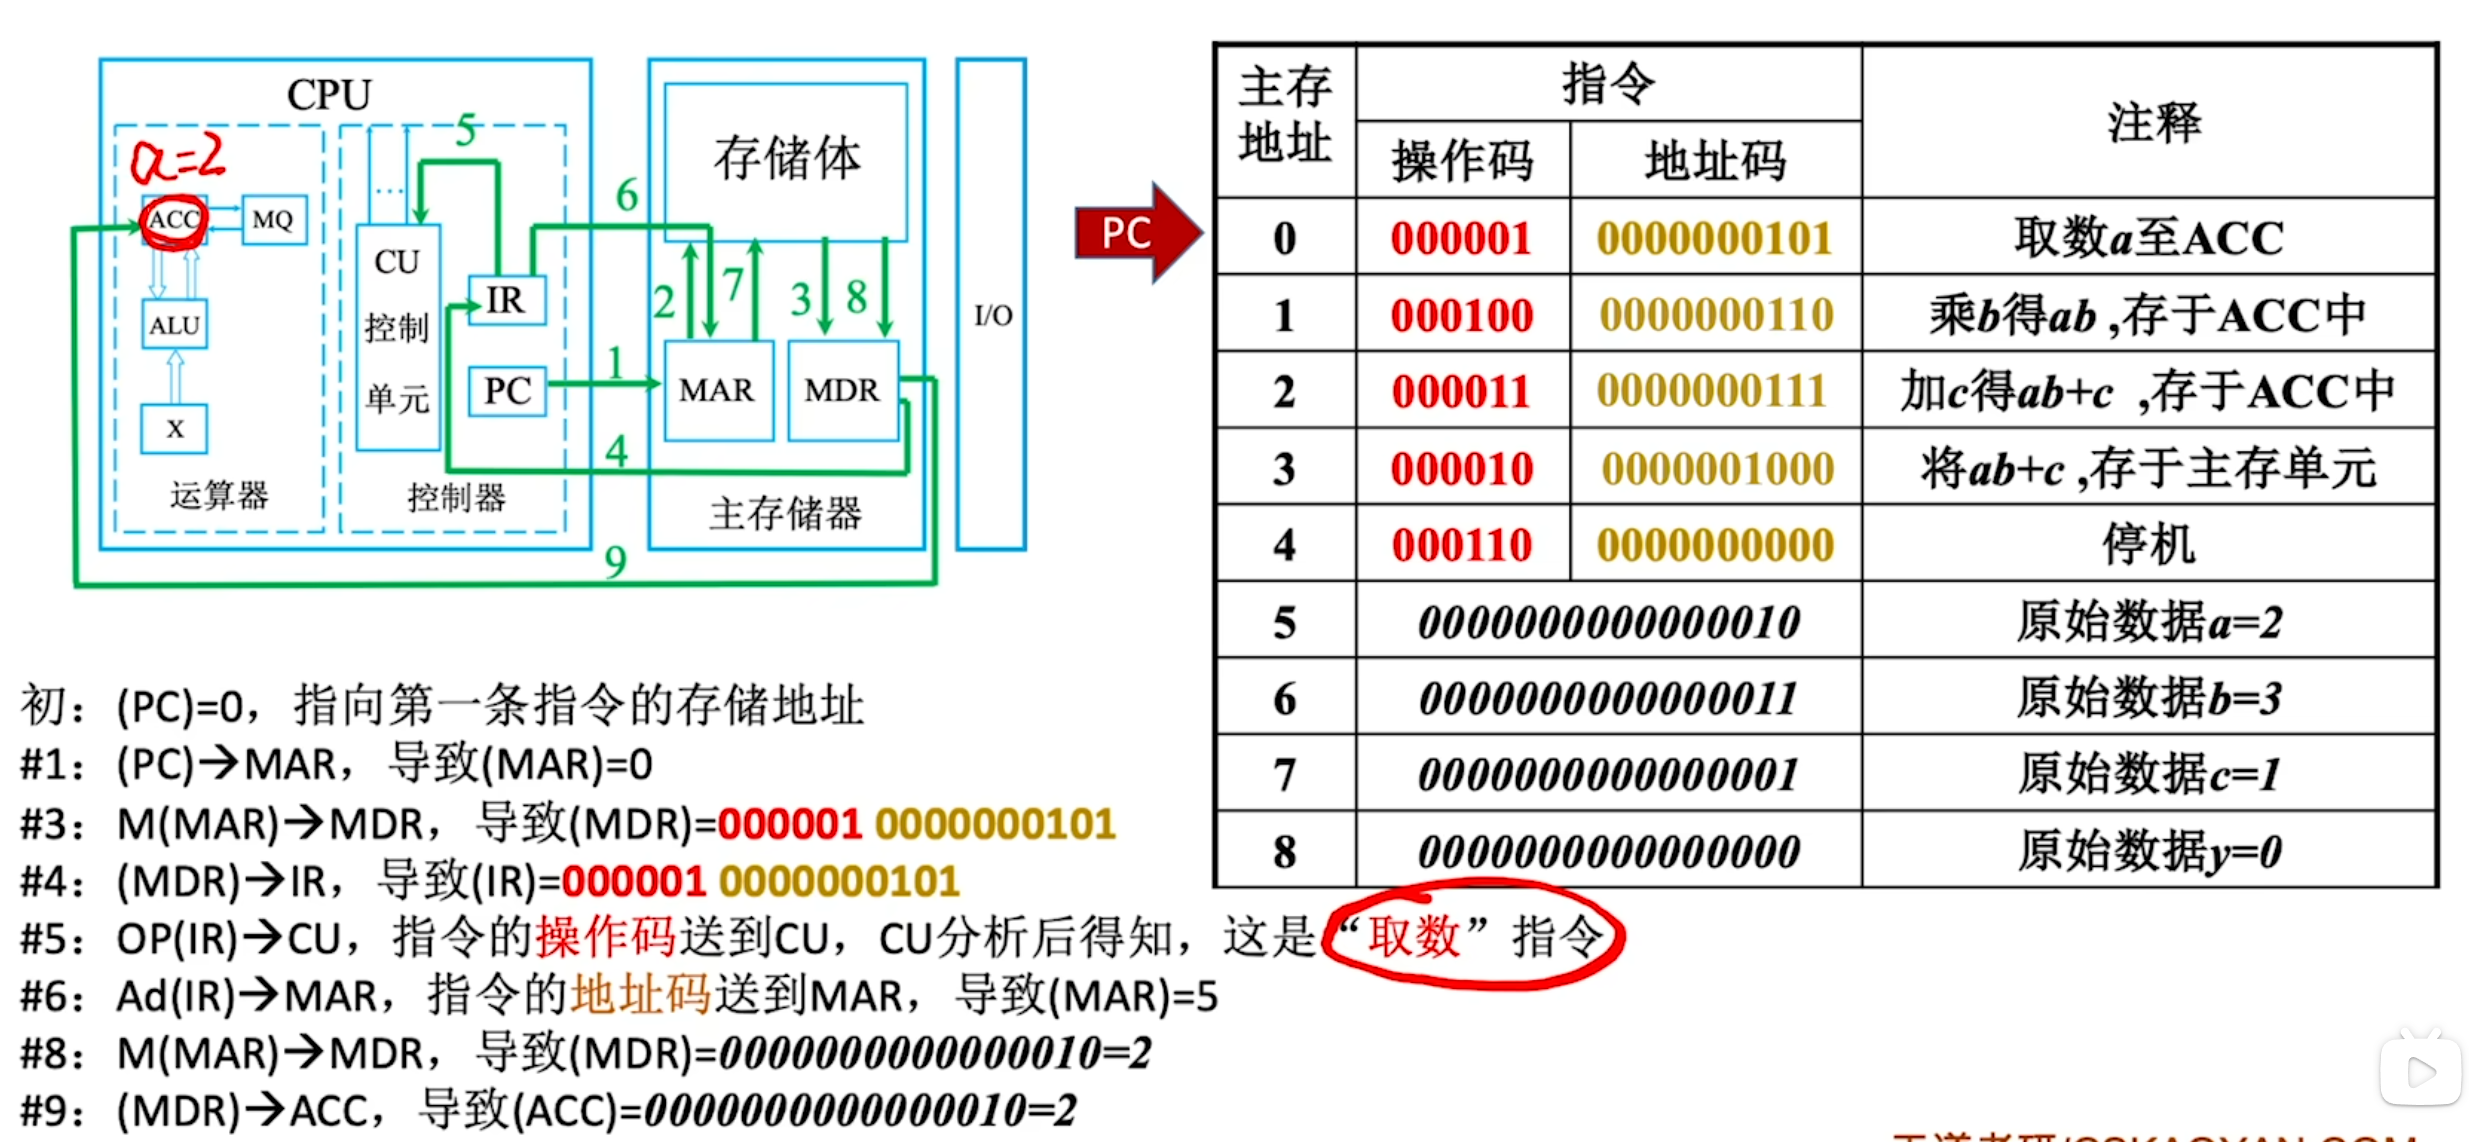 CPU
a=2
ACC
MQ
ALU
X
运算器
...
CU
控制
单元
IR
PC
控制器
5
6
1
4
9
存储体
2
7
3
8
MAR
MDR
主存储器
I/O
PC
主存地址 指令 注释
操作码 地址码
0 000001 0000000101 取数a至ACC
1 000100 0000000110 乘b得ab ,存于ACC中
2 000011 0000000111 加c得ab+c ,存于ACC中
3 000010 0000001000 将ab+c ,存于主存单元
4 000110 0000000000 停机
5 0000000000000010 原始数据a=2
6 0000000000000011 原始数据b=3
7 0000000000000001 原始数据c=1
8 0000000000000000 原始数据y=0
初：(PC)=0，指向第一条指令的存储地址
#1：(PC)→MAR，导致(MAR)=0
#3：M(MAR)→MDR，导致(MDR)=000001 0000000101
#4：(MDR)→IR，导致(IR)=000001 0000000101
#5：OP(IR)→CU，指令的操作码送到CU，CU分析后得知，这是“取数”指令
#6：Ad(IR)→MAR，指令的地址码送到MAR，导致(MAR)=5
#8：M(MAR)→MDR，导致(MDR)=0000000000000010=2
#9：(MDR)→ACC，导致(ACC)=0000000000000010=2